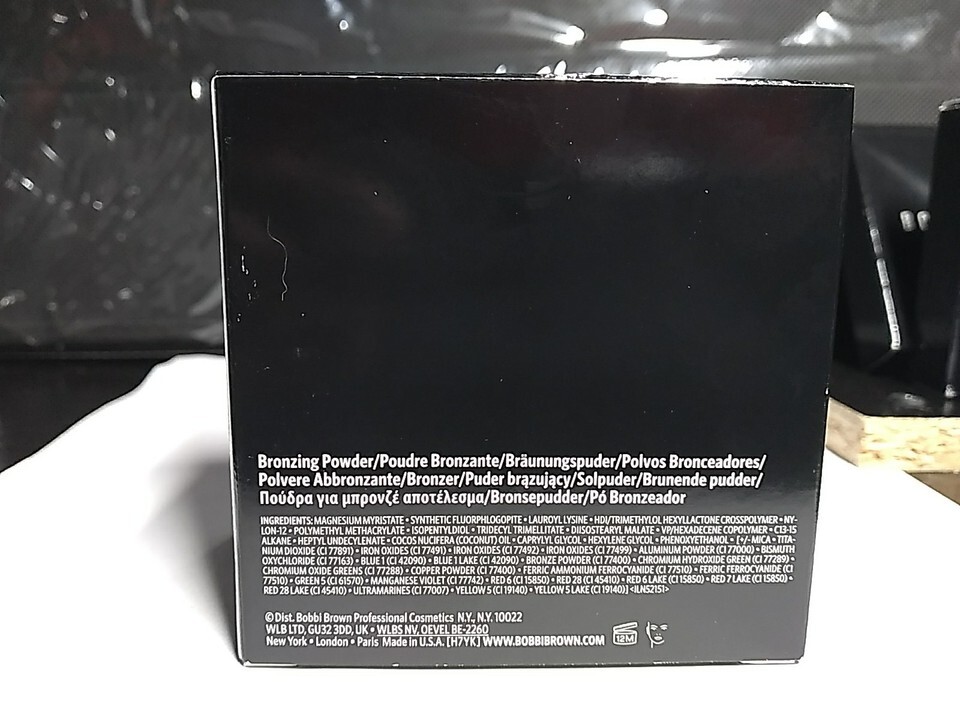 Bronzing Powder/Poudre Bronzante/Bräunungspuder/Polvos Bronceadores/
Polvere Abbronzante/Bronzer/Puder brązujący/Solpuder/Brunende pudder/
Πούδρα για μπρονζέ αποτέλεσμα/Bronsepudder/Pó Bronzeador
INGREDIENTS: MAGNESIUM MYRISTATE • SYNTHETIC FLUORPHLOGOPITE • LAUROYL LYSINE • HDI/TRIMETHYLOL HEXYLLACTONE CROSSPOLYMER • NY-
LON-12 • POLYMETHYL METHACRYLATE • ISOPENTYLDIOL • TRIDECYL TRIMELLITATE • DIISOSTEARYL MALATE • VP/HEXADECENE COPOLYMER • C13-15
ALKANE • HEPTYL UNDECYLENATE • COCOS NUCIFERA (COCONUT) OIL • CAPRYLYL GLYCOL • HEXYLENE GLYCOL • PHENOXYETHANOL • [+/- MICA • TITA-
NIUM DIOXIDE (CI 77891) • IRON OXIDES (CI 77491) • IRON OXIDES (CI 77492) • IRON OXIDES (CI 77499) • ALUMINUM POWDER (CI 77000) • BISMUTH
OXYCHLORIDE (CI 77163) • BLUE 1 (CI 42090) • BLUE 1 LAKE (CI 42090) • BRONZE POWDER (CI 77400) • CHROMIUM HYDROXIDE GREEN (CI 77289) •
CHROMIUM OXIDE GREENS (CI 77288) • COPPER POWDER (CI 77400) • FERRIC AMMONIUM FERROCYANIDE (CI 77510) • FERRIC FERROCYANIDE (CI
77510) • GREEN 5 (CI 61570) • MANGANESE VIOLET (CI 77742) • RED 6 (CI 15850) • RED 28 (CI 45410) • RED 6 LAKE (CI 15850) • RED 7 LAKE (CI 15850) •
RED 28 LAKE (CI 45410) • ULTRAMARINES (CI 77007) • YELLOW 5 (CI 19140) • YELLOW 5 LAKE (CI 19140)] <ILN52151>
© Dist. Bobbi Brown Professional Cosmetics N.Y., N.Y. 10022
WLB LTD, GU32 3DD, UK • WLBS NV, OEVEL BE-2260
New York • London • Paris Made in U.S.A. [H7YK] WWW.BOBBIBROWN.COM 12M